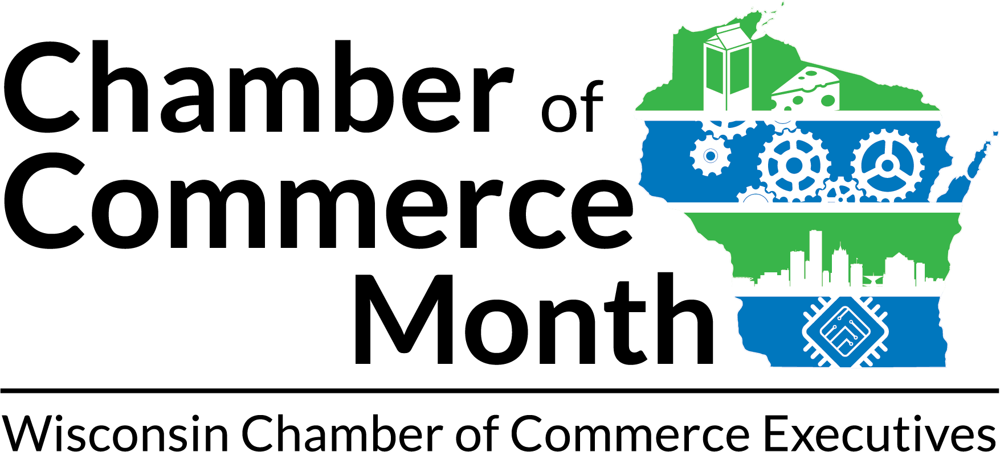 Chamber of
Commerce
Month
Wisconsin Chamber of Commerce Executives